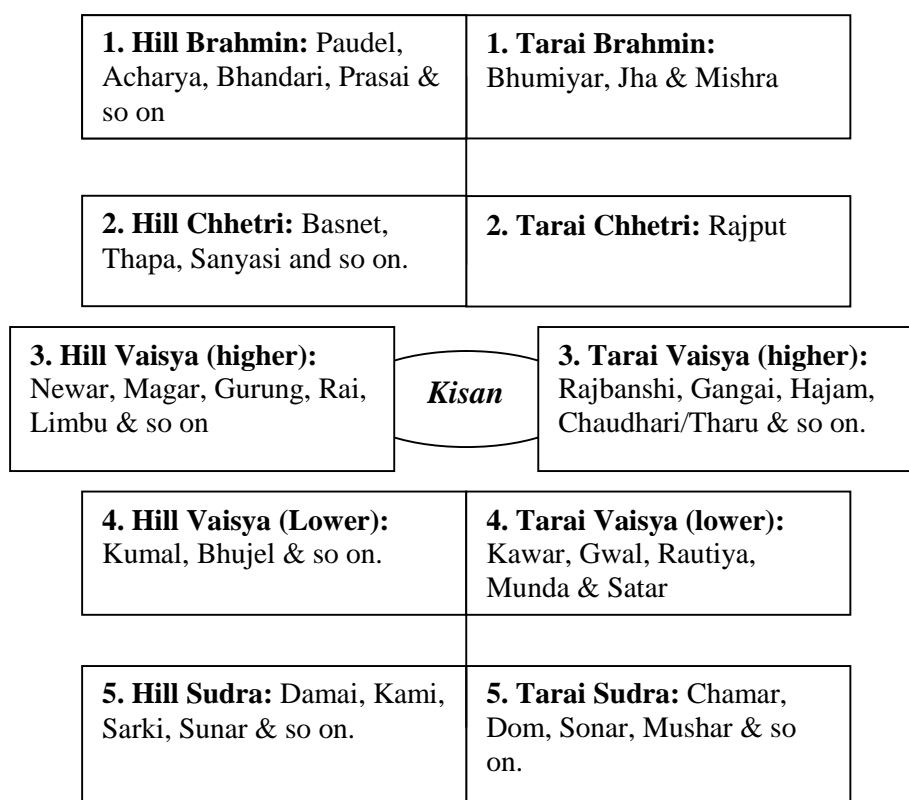 1. Hill Brahmin: Paudel,
Acharya, Bhandari, Prasai &
so on
1. Tarai Brahmin:
Bhumiyar, Jha & Mishra
2. Hill Chhetri: Basnet,
Thapa, Sanyasi and so on.
2. Tarai Chhetri: Rajput
3. Hill Vaisya (higher):
Newar, Magar, Gurung, Rai,
Limbu & so on
Kisan
3. Tarai Vaisya (higher):
Rajbanshi, Gangai, Hajam,
Chaudhari/Tharu & so on.
4. Hill Vaisya (Lower):
Kumal, Bhujel & so on.
4. Tarai Vaisya (lower):
Kawar, Gwal, Rautiya,
Munda & Satar
5. Hill Sudra: Damai, Kami,
Sarki, Sunar & so on.
5. Tarai Sudra: Chamar,
Dom, Sonar, Mushar & so
on.